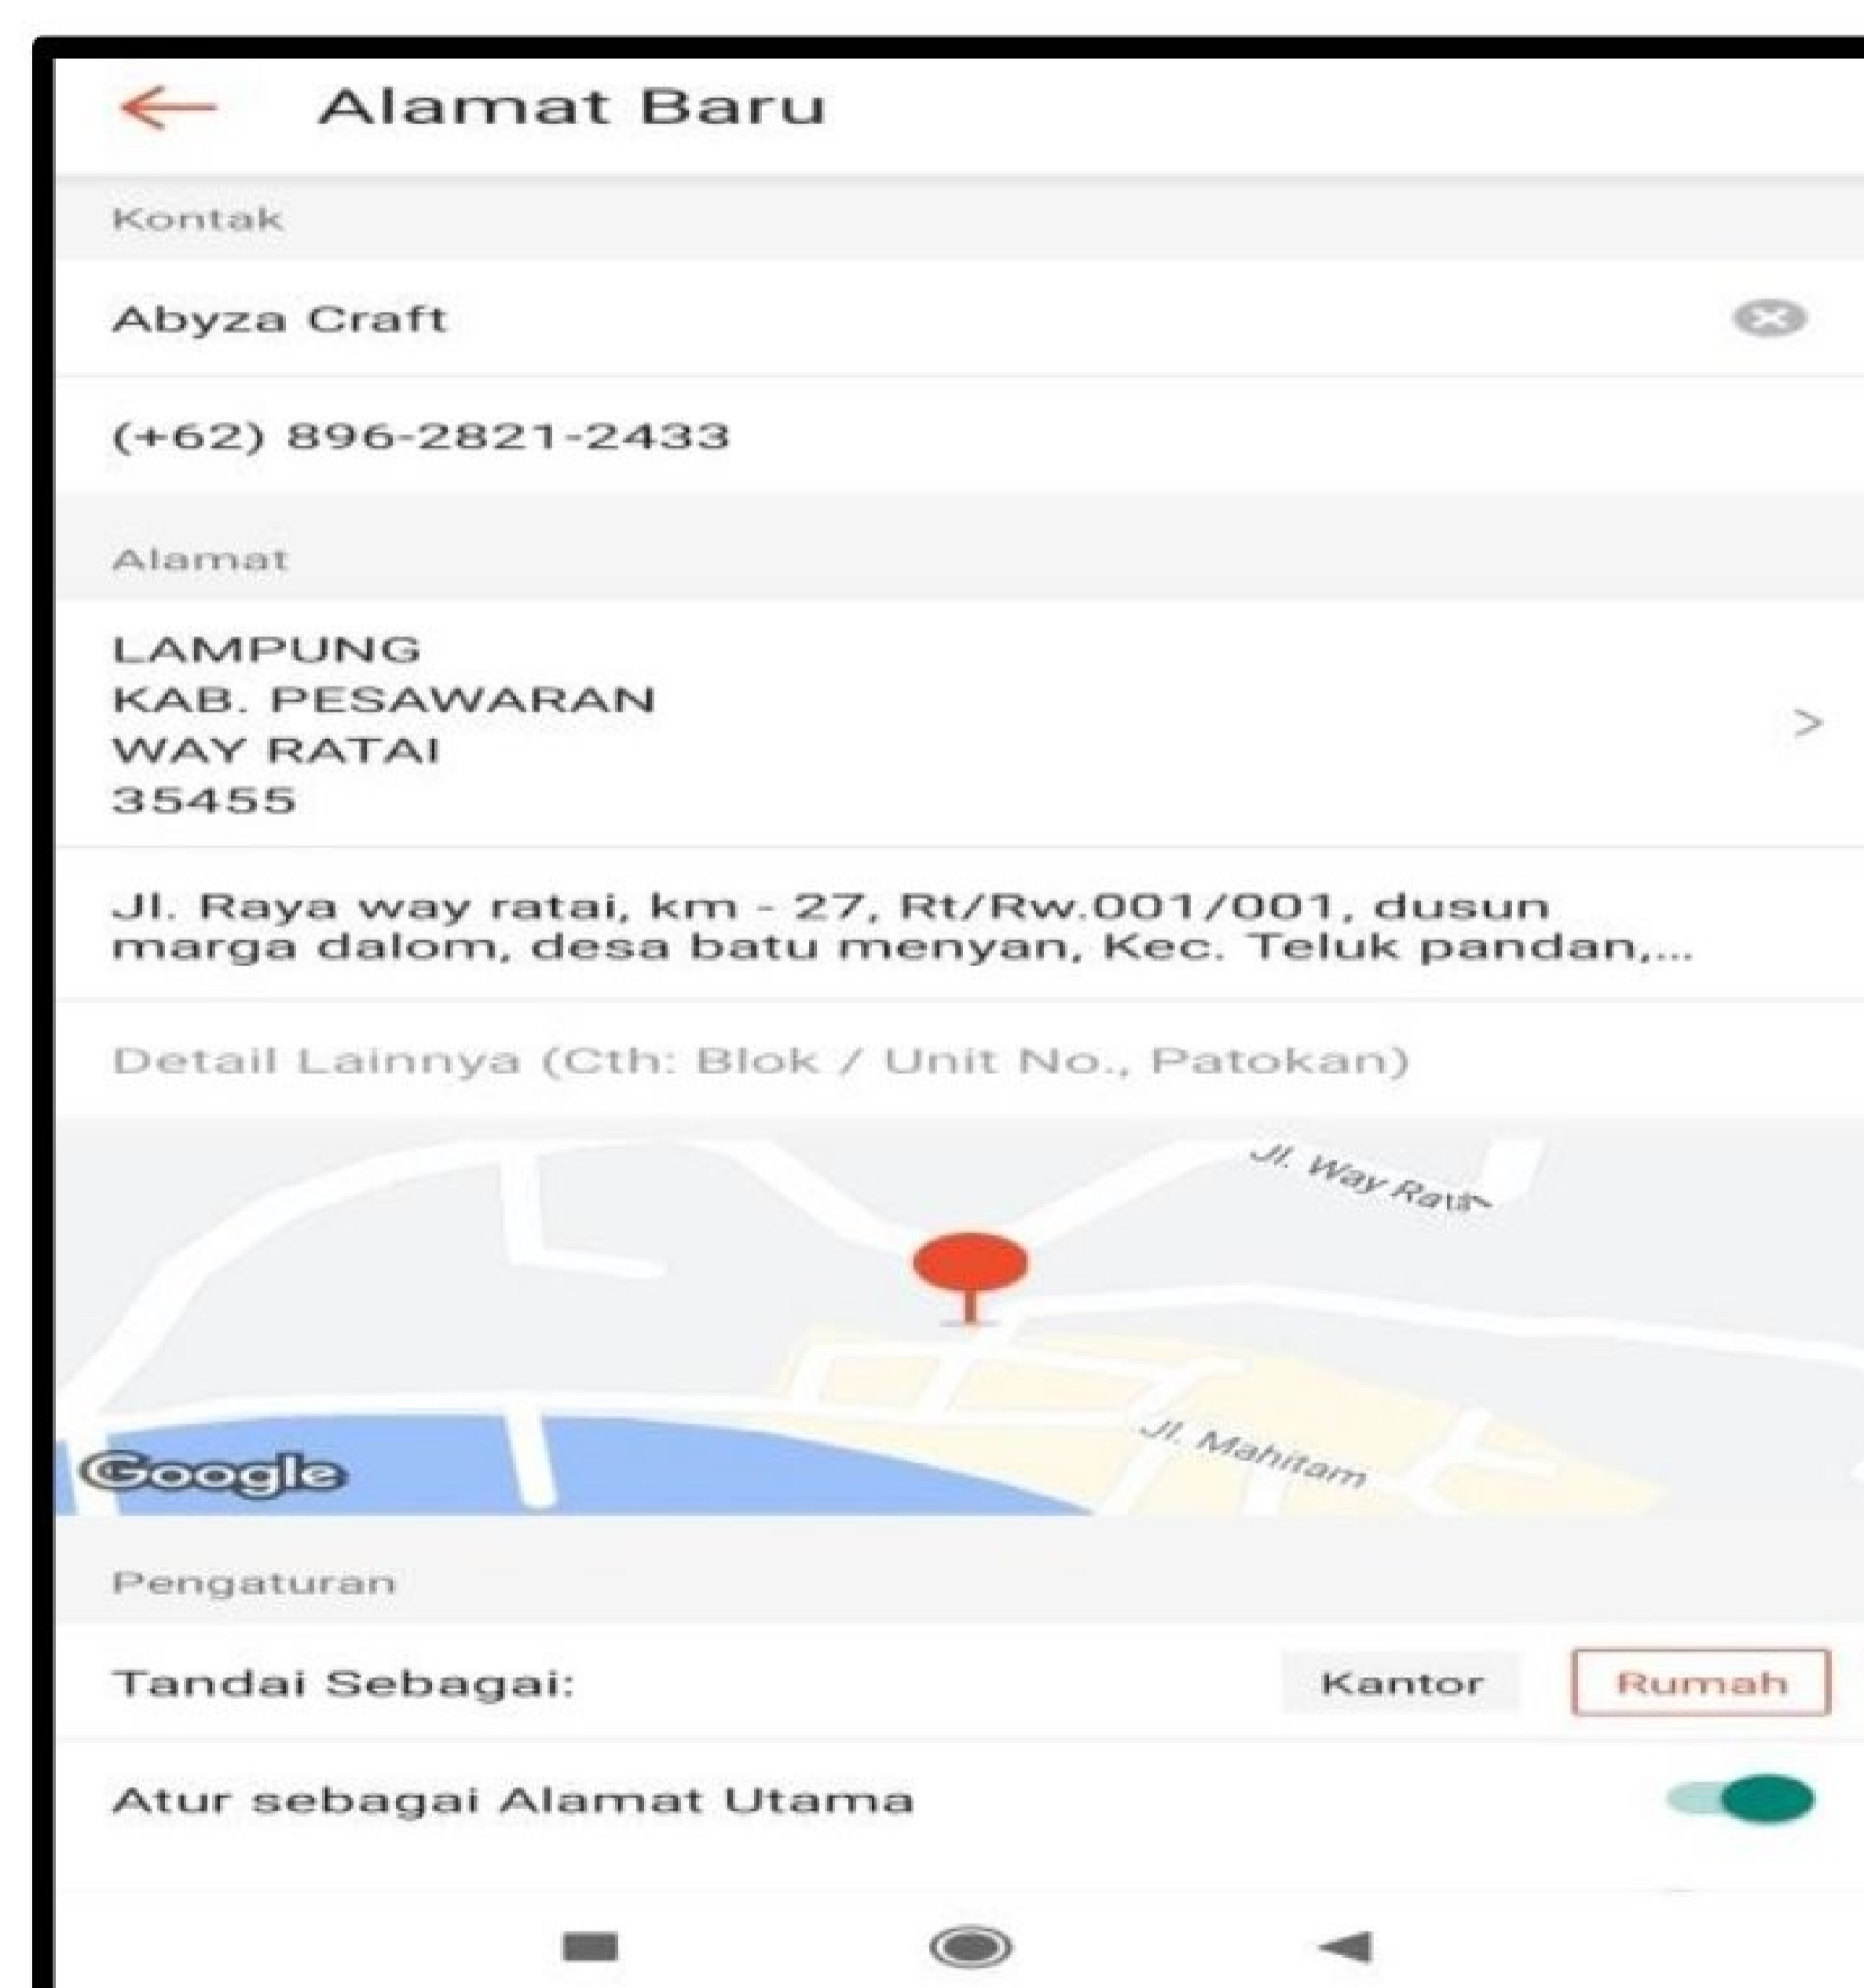 Alamat Baru
Kontak
Abyza Craft
(+62) 896-2821-2433
Alamat
LAMPUNG
KAB. PESAWARAN
WAY RATAI
35455
Jl. Raya way ratai, km - 27, Rt/Rw.001/001, dusun
marga dalom, desa batu menyan, Kec. Teluk pandan,...
Detail Lainnya (Cth: Blok / Unit No., Patokan)
Jl. Way
Jl. Mahitam
Google
Pengaturan
Tandai Sebagai: Kantor Rumah
Atur sebagai Alamat Utama